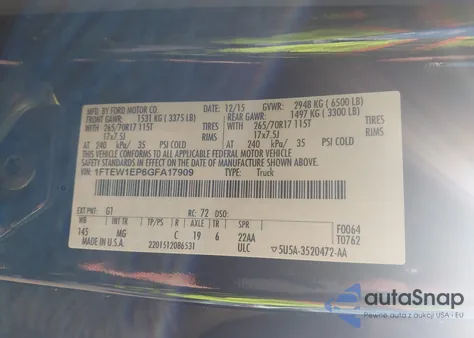 MFD. BY FORD MOTOR CO. 12/15 GVWR: 2948 KG ( 6500 LB)
FRONT GAWR: 1531 KG ( 3375 LB) REAR GAWR: 1497 KG ( 3300 LB)
WITH 265/70R17 115T TIRES WITH 265/70R17 115T TIRES
17x7.5J RIMS 17x7.5J RIMS
AT 240 kPa/ 35 PSI COLD AT 240 kPa/ 35 PSI COLD
THIS VEHICLE CONFORMS TO ALL APPLICABLE FEDERAL MOTOR VEHICLE
SAFETY STANDARDS IN EFFECT ON THE DATE OF MANUFACTURE SHOWN ABOVE.
VIN: 1FTEW1EP6GFA17909 TYPE: Truck
EXT PNT: G1 RC: 72 DSO: F0064
WB INT TR TP/PS R AXLE TR SPR T0762
145 MG C 19 6 22AA
MADE IN U.S.A. 2201512086531 ULC 5U5A-3520472-AA
autoSnap
Pewne auto z aukcji USA - EU